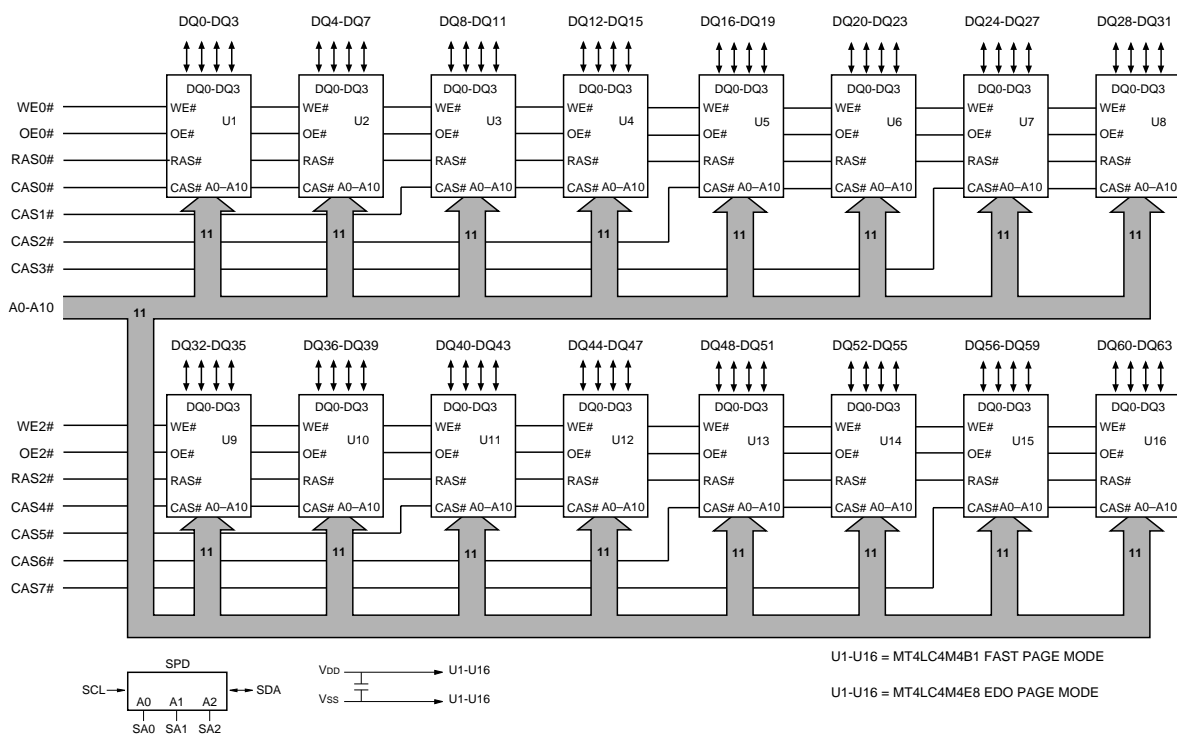 DQ0-DQ3 DQ4-DQ7 DQ8-DQ11 DQ12-DQ15 DQ16-DQ19 DQ20-DQ23 DQ24-DQ27 DQ28-DQ31
DQ0-DQ3 DQ0-DQ3 DQ0-DQ3 DQ0-DQ3 DQ0-DQ3 DQ0-DQ3 DQ0-DQ3 DQ0-DQ3
WE0# WE# WE# WE# WE# WE# WE# WE# WE#
U1 U2 U3 U4 U5 U6 U7 U8
OE0# OE# OE# OE# OE# OE# OE# OE# OE#
RAS0# RAS# RAS# RAS# RAS# RAS# RAS# RAS# RAS#
CAS0# CAS# A0–A10 CAS# A0–A10 CAS# A0–A10 CAS# A0–A10 CAS# A0–A10 CAS# A0–A10 CAS# A0–A10 CAS# A0–A10
CAS1#
11 11 11 11 11 11 11 11
CAS2#
CAS3#
A0-A10 11
DQ32-DQ35 DQ36-DQ39 DQ40-DQ43 DQ44-DQ47 DQ48-DQ51 DQ52-DQ55 DQ56-DQ59 DQ60-DQ63
DQ0-DQ3 DQ0-DQ3 DQ0-DQ3 DQ0-DQ3 DQ0-DQ3 DQ0-DQ3 DQ0-DQ3 DQ0-DQ3
WE2# WE# WE# WE# WE# WE# WE# WE# WE#
U9 U10 U11 U12 U13 U14 U15 U16
OE2# OE# OE# OE# OE# OE# OE# OE# OE#
RAS2# RAS# RAS# RAS# RAS# RAS# RAS# RAS# RAS#
CAS4# CAS# A0–A10 CAS# A0–A10 CAS# A0–A10 CAS# A0–A10 CAS# A0–A10 CAS# A0–A10 CAS# A0–A10 CAS# A0–A10
CAS5#
11 11 11 11 11 11 11 11
CAS6#
CAS7#
SPD
SCL A0 A1 A2 SDA
SA0 SA1 SA2
VDD U1-U16
VSS U1-U16
U1-U16 = MT4LC4M4B1 FAST PAGE MODE
U1-U16 = MT4LC4M4E8 EDO PAGE MODE